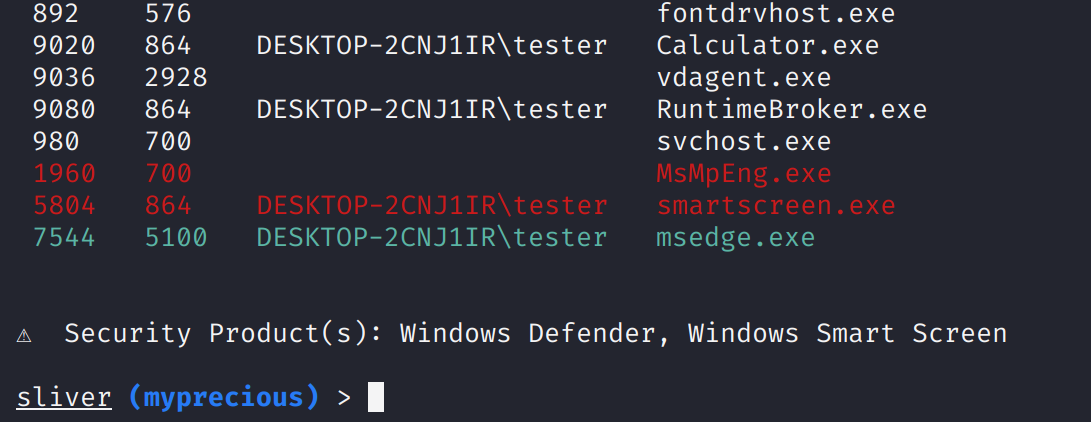 892 576 fontdrvhost.exe
9020 864 DESKTOP-2CNJ1IR\tester Calculator.exe
9036 2928 vdagent.exe
9080 864 DESKTOP-2CNJ1IR\tester RuntimeBroker.exe
980 700 svchost.exe
1960 700 MsMpEng.exe
5804 864 DESKTOP-2CNJ1IR\tester smartscreen.exe
7544 5100 DESKTOP-2CNJ1IR\tester msedge.exe
⚠ Security Product(s): Windows Defender, Windows Smart Screen
sliver (myprecious) >